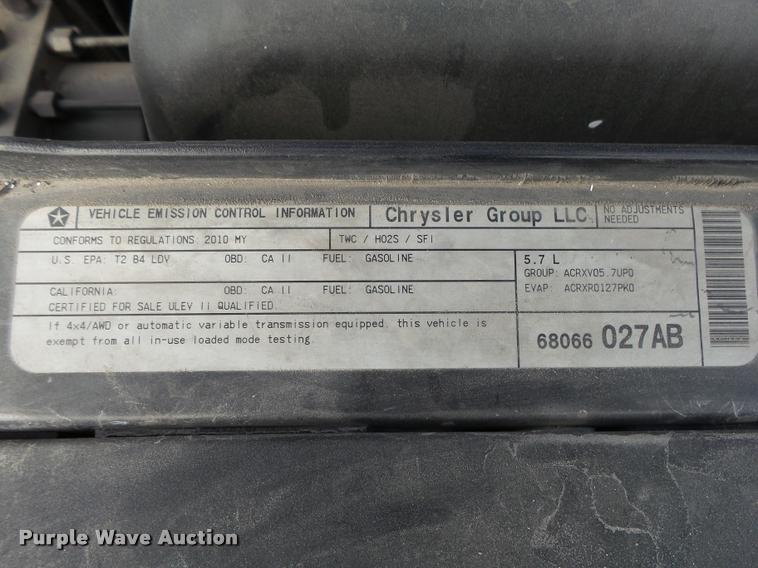 VEHICLE EMISSION CONTROL INFORMATION Chrysler Group LLC NO ADJUSTMENTS NEEDED
CONFORMS TO REGULATIONS: 2010 MY TWC / HO2S / SFI
U.S. EPA: T2 B4 LDV OBD: CA II FUEL: GASOLINE
5.7 L
GROUP: ACRXV05.7UP0
CALIFORNIA: OBD: CA II FUEL: GASOLINE
EVAP: ACRXR0127PK0
CERTIFIED FOR SALE ULEV II QUALIFIED
If 4x4/AWD or automatic variable transmission equipped, this vehicle is
exempt from all in-use loaded mode testing.
68066 027AB
Purple Wave Auction